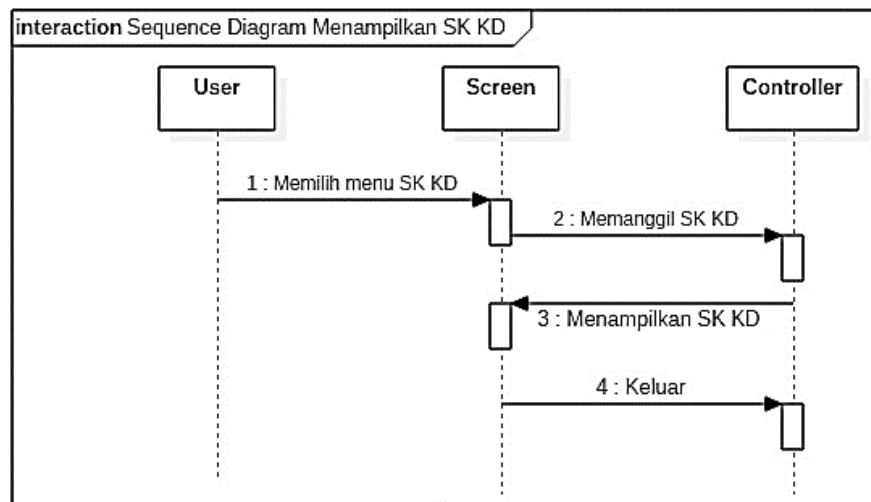 interaction Sequence Diagram Menampilkan SK KD
User
Screen
Controller
1 : Memilih menu SK KD
2 : Memanggil SK KD
3 : Menampilkan SK KD
4 : Keluar